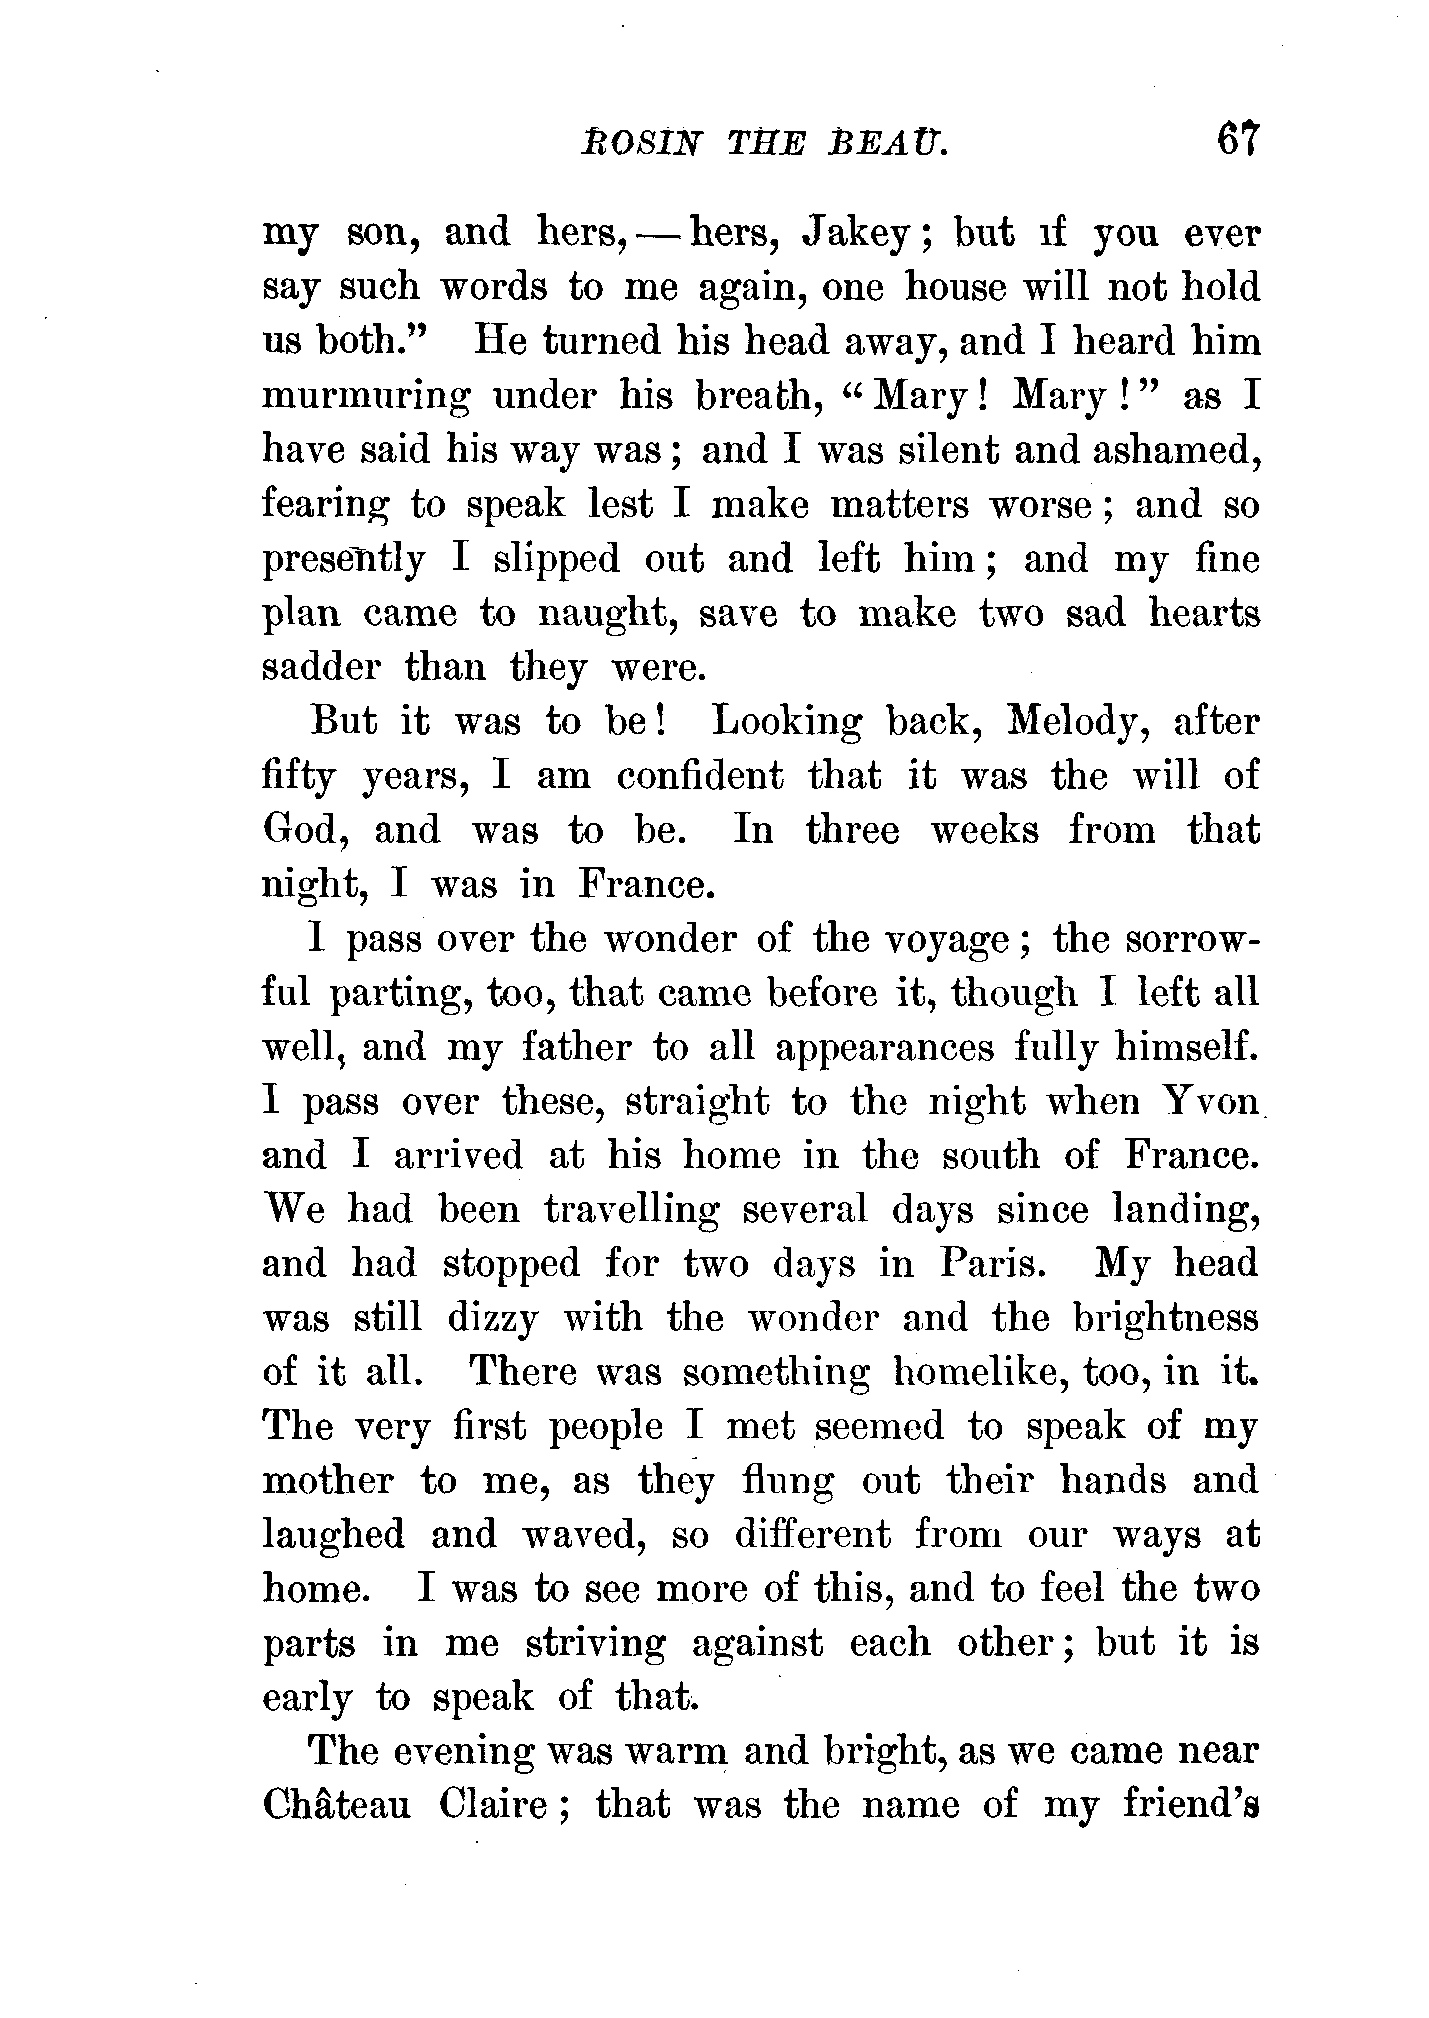 ROSIN THE BEAU. 67
my son, and hers, — hers, Jakey; but if you ever
say such words to me again, one house will not hold
us both." He turned his head away, and I heard him
murmuring under his breath, "Mary! Mary!" as I
have said his way was; and I was silent and ashamed,
fearing to speak lest I make matters worse; and so
presently I slipped out and left him; and my fine
plan came to naught, save to make two sad hearts
sadder than they were.
But it was to be! Looking back, Melody, after
fifty years, I am confident that it was the will of
God, and was to be. In three weeks from that
night, I was in France.
I pass over the wonder of the voyage; the sorrow-
ful parting, too, that came before it, though I left all
well, and my father to all appearances fully himself.
I pass over these, straight to the night when Yvon
and I arrived at his home in the south of France.
We had been travelling several days since landing,
and had stopped for two days in Paris. My head
was still dizzy with the wonder and the brightness
of it all. There was something homelike, too, in it.
The very first people I met seemed to speak of my
mother to me, as they flung out their hands and
laughed and waved, so different from our ways at
home. I was to see more of this, and to feel the two
parts in me striving against each other; but it is
early to speak of that.
The evening was warm and bright, as we came near
Château Claire; that was the name of my friend's